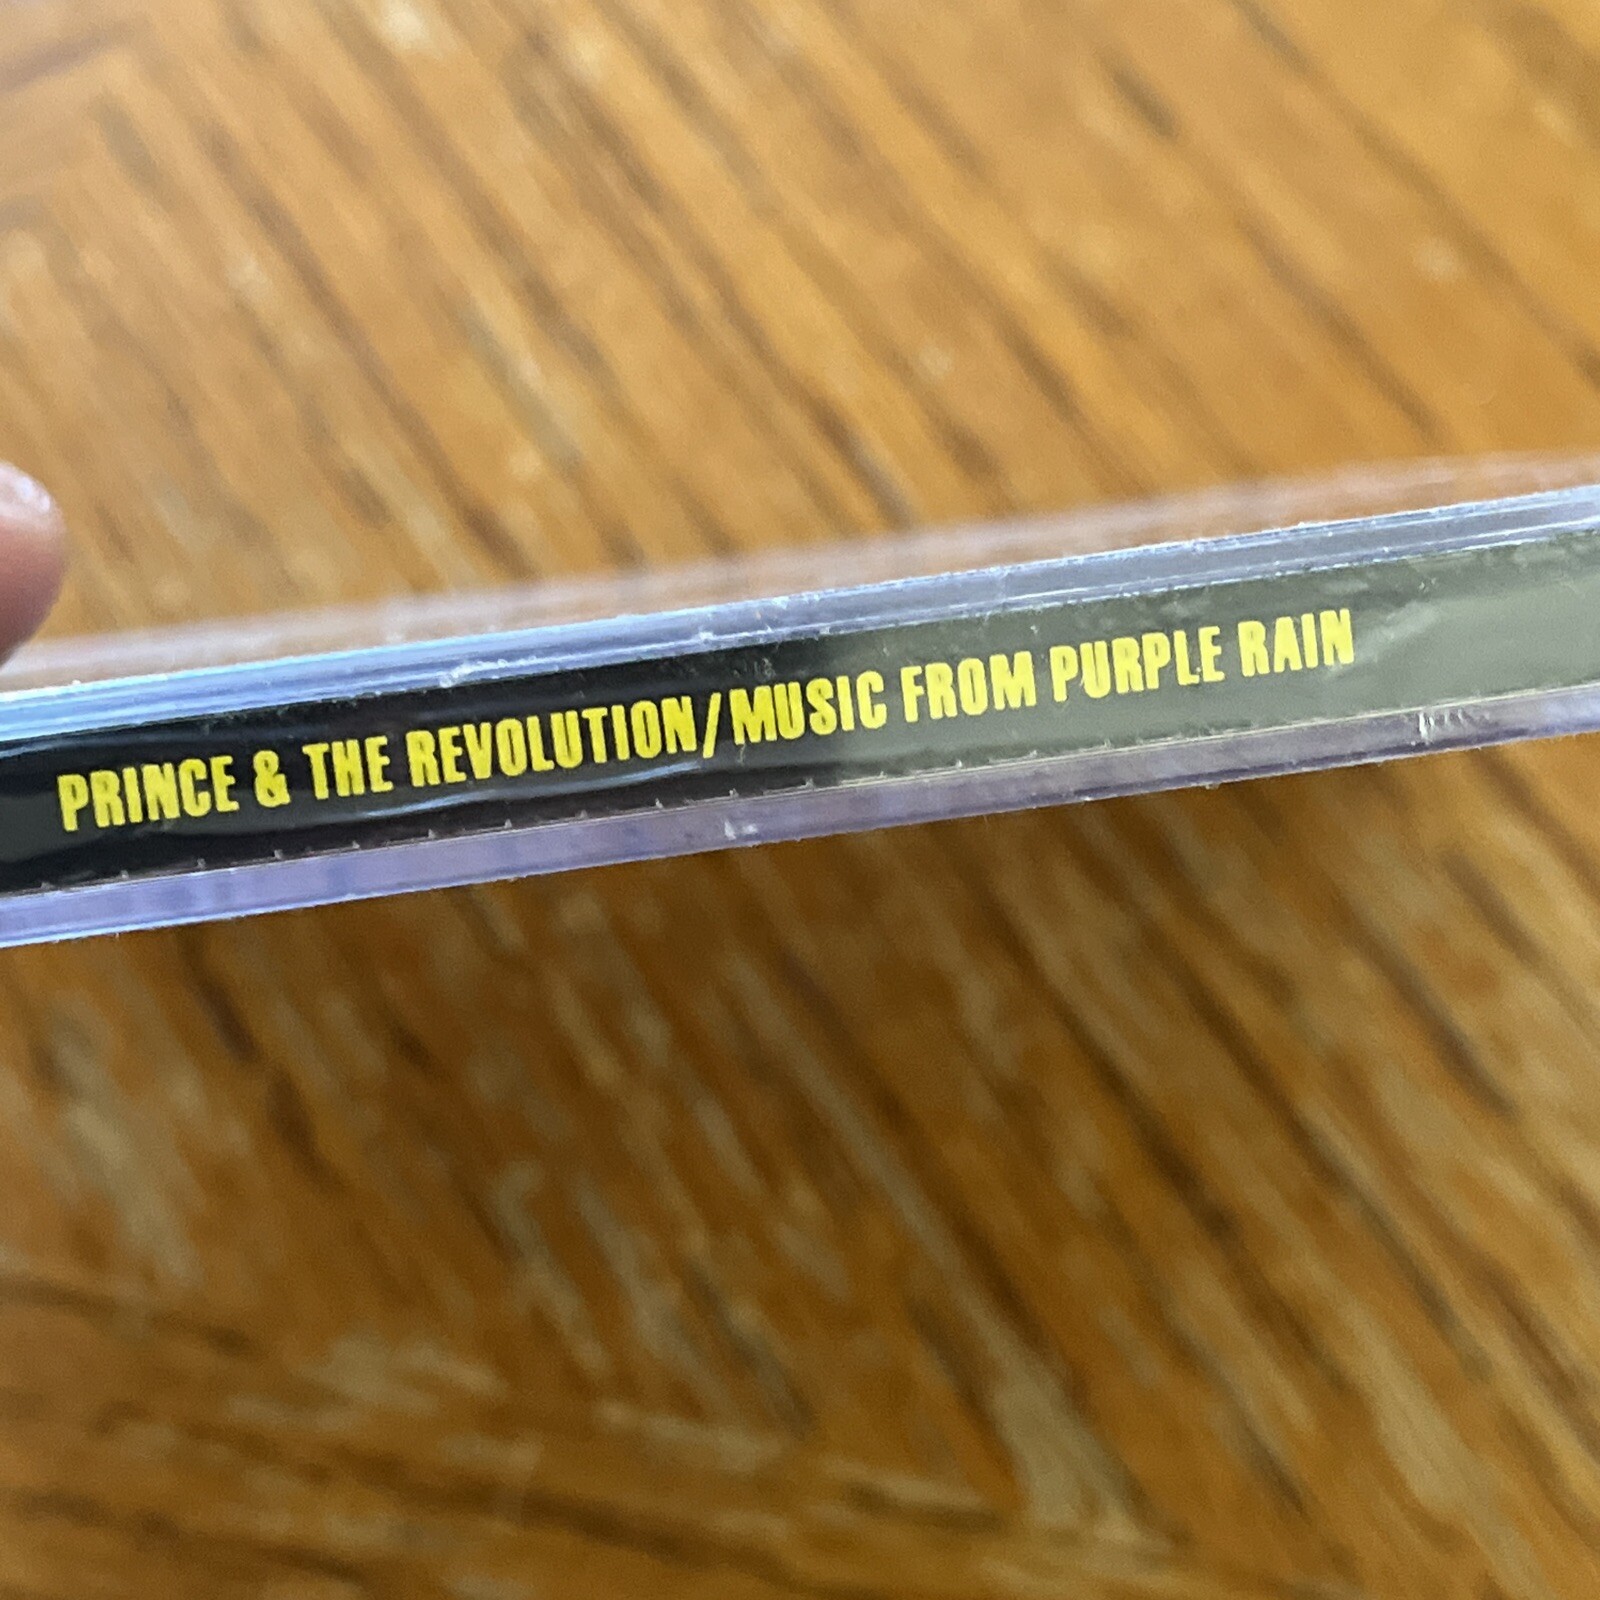 PRINCE & THE REVOLUTION/MUSIC FROM PURPLE RAIN